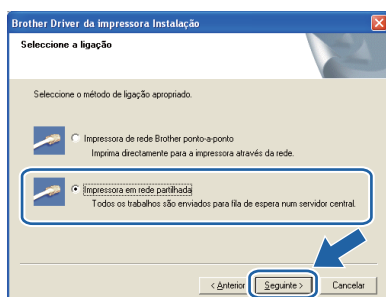 Brother Driver da impressora Instalação
Seleccione a ligação
Seleccione o método de ligação apropriado.
Impressora de rede Brother ponto-a-ponto
Imprima directamente para a impressora através da rede.
Impressora em rede partilhada
Todos os trabalhos são enviados para fila de espera num servidor central.
< Anterior Seguinte > Cancelar